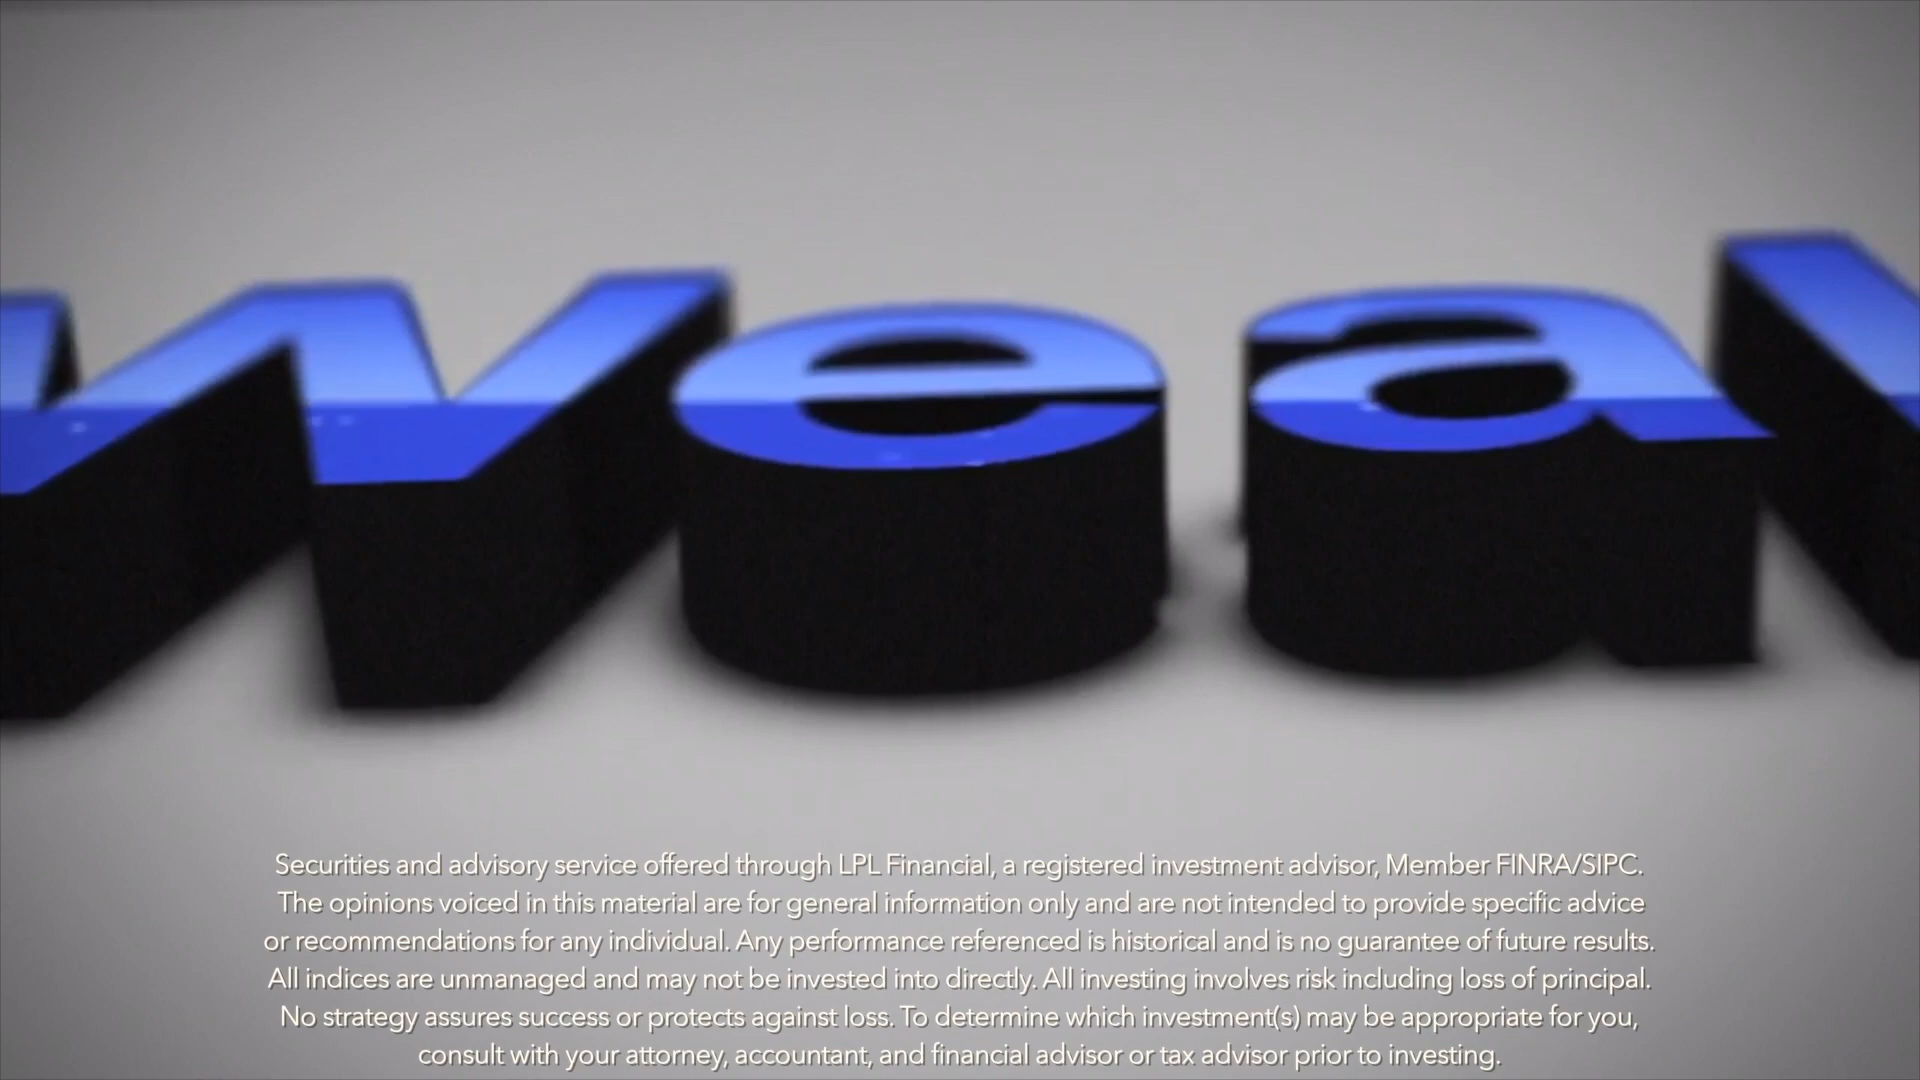 Weal
Securities and advisory service offered through LPL Financial, a registered investment advisor, Member FINRA/SIPC.
The opinions voiced in this material are for general information only and are not intended to provide specific advice
or recommendations for any individual. Any performance referenced is historical and is no guarantee of future results.
All indices are unmanaged and may not be invested into directly. All investing involves risk including loss of principal.
No strategy assures success or protects against loss. To determine which investment(s) may be appropriate for you,
consult with your attorney, accountant, and financial advisor or tax advisor prior to investing.